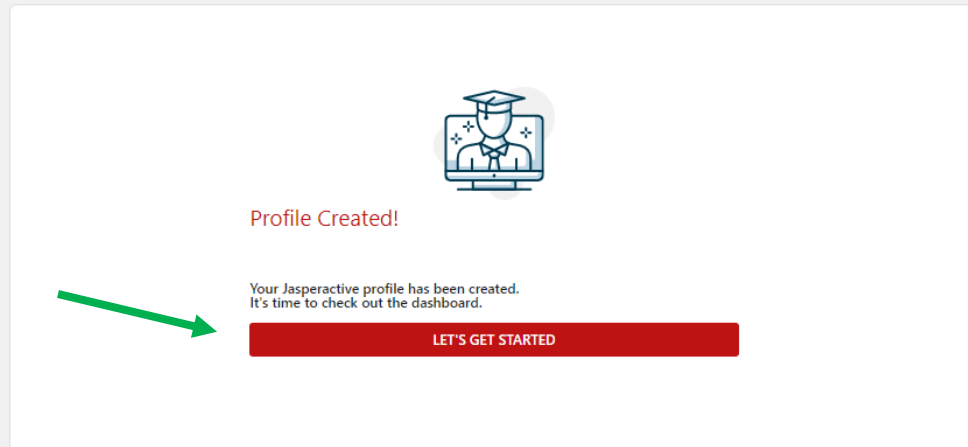 Profile Created!
Your Jasperactive profile has been created.
It's time to check out the dashboard.
LET'S GET STARTED